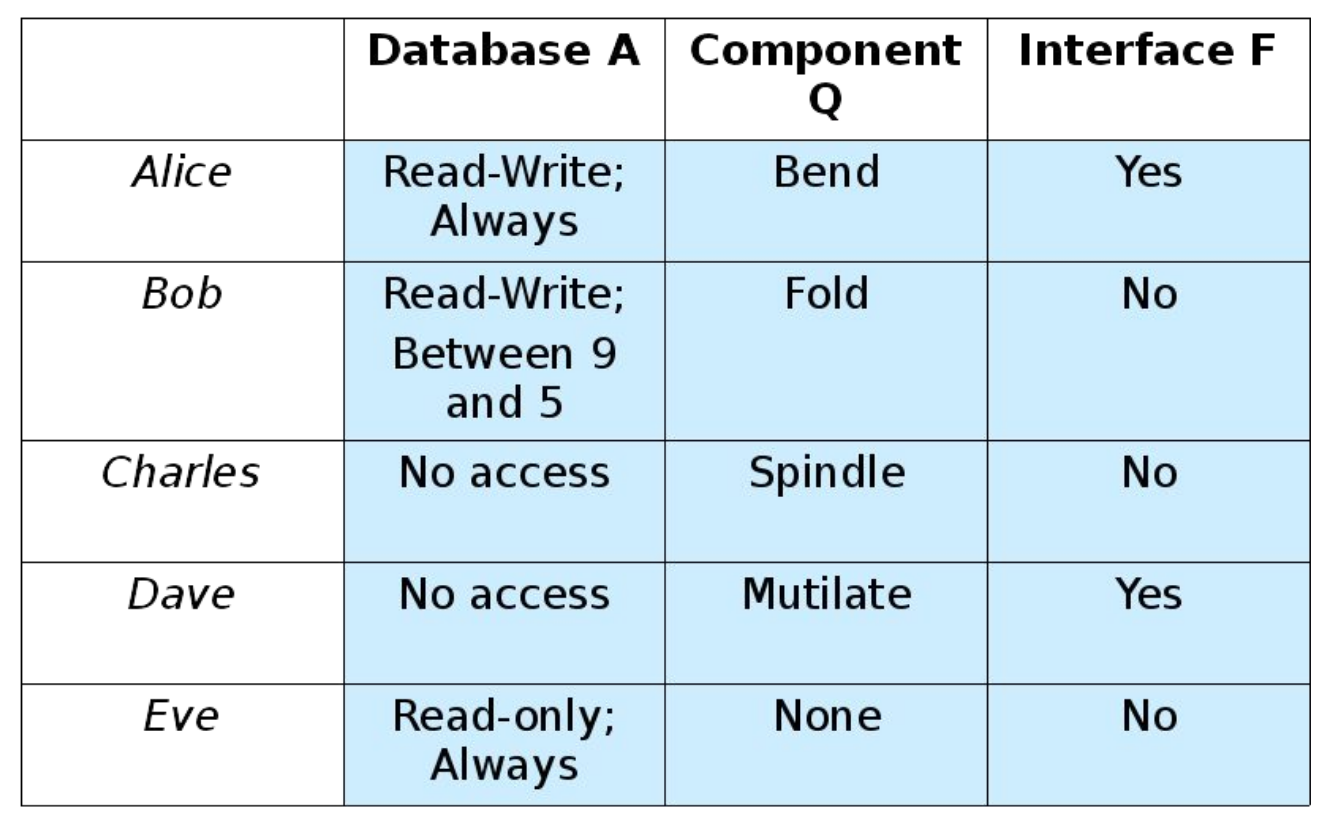 Database A
Component
Q
Interface F
Alice
Read-Write;
Always
Bend
Yes
Bob
Read-Write;
Between 9
and 5
Fold
No
Charles
No access
Spindle
No
Dave
No access
Mutilate
Yes
Eve
Read-only;
Always
None
No